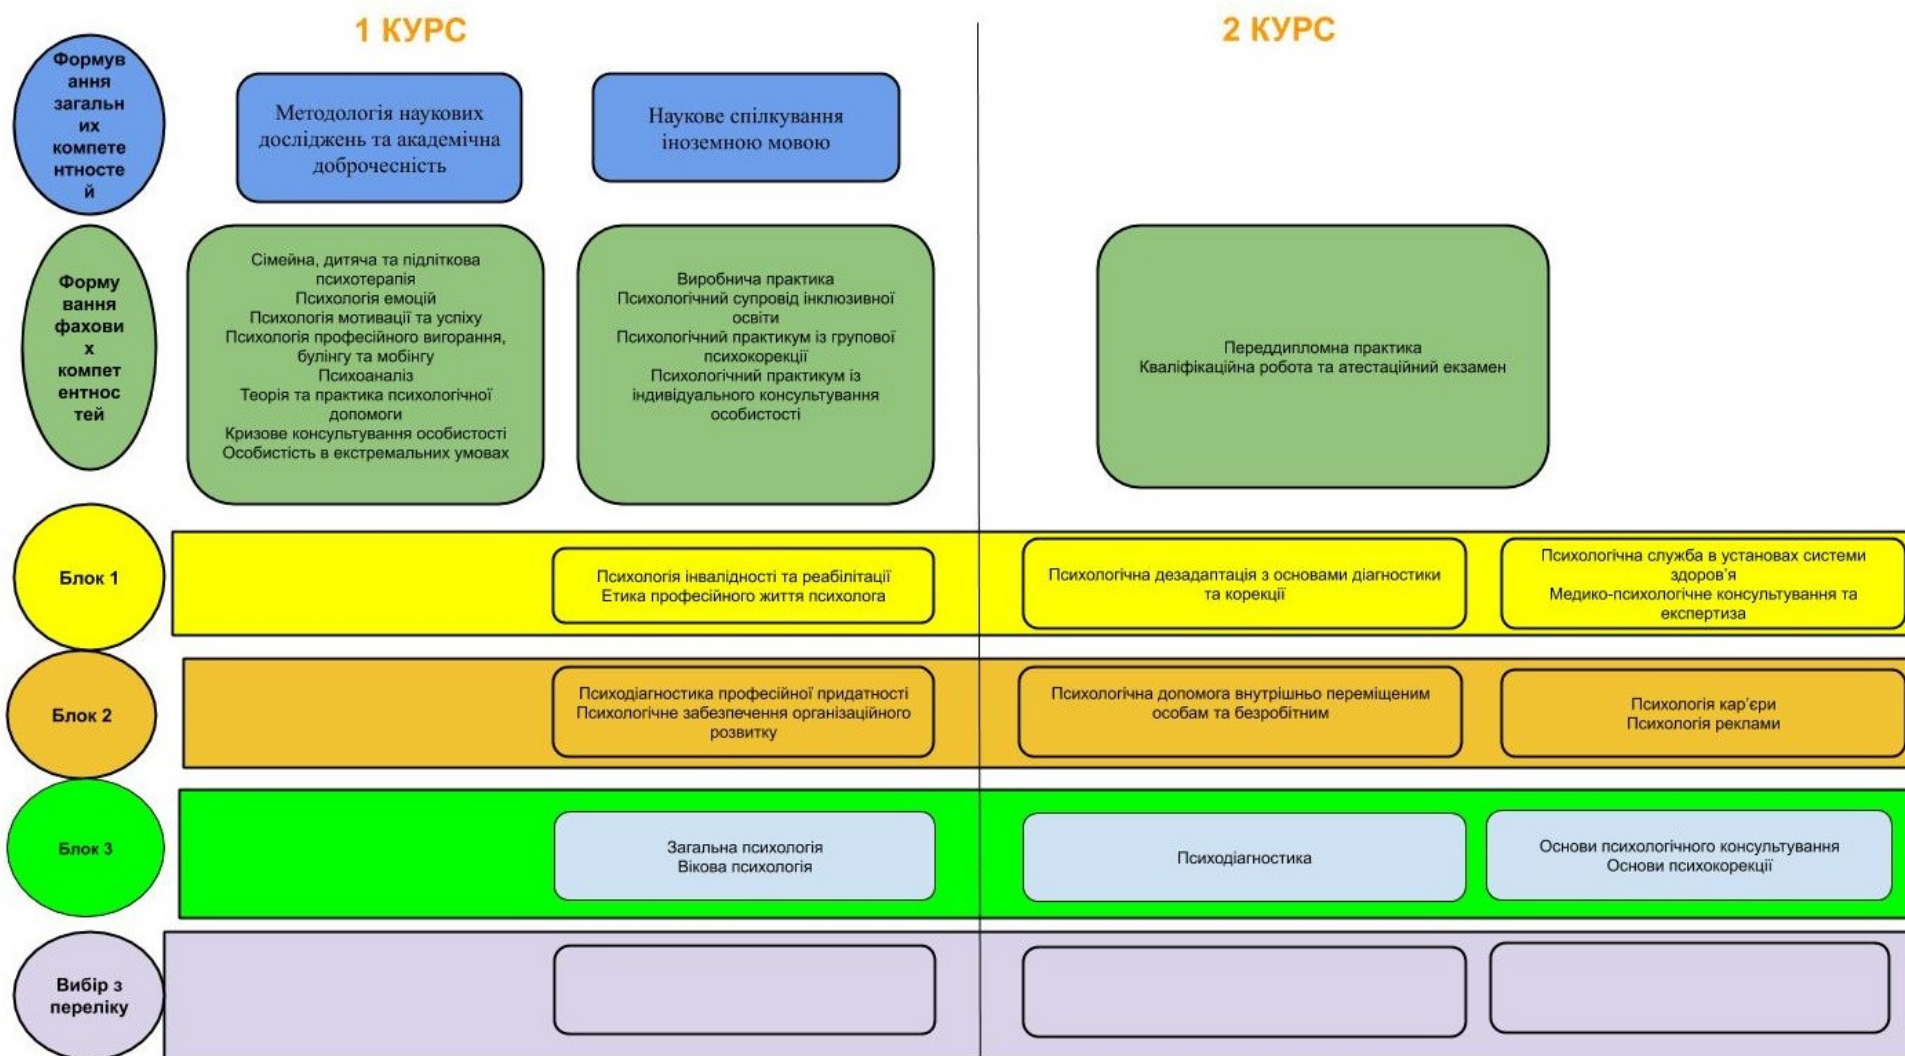 1 КУРС
2 КУРС
Формув
ання
загальн
их
компете
нтносте
й
Методологія наукових
досліджень та академічна
доброчесність
Наукове спілкування
іноземною мовою
Форму
вання
фахови
х
компет
ентнос
тей
Сімейна, дитяча та підліткова
психотерапія
Психологія емоцій
Психологія мотивації та успіху
Психологія професійного вигорання,
булінгу та мобінгу
Психоаналіз
Теорія та практика психологічної
допомоги
Кризове консультування особистості
Особистість в екстремальних умовах
Виробнича практика
Психологічний супровід інклюзивної
освіти
Психологічний практикум із групової
психокорекції
Психологічний практикум із
індивідуального консультування
особистості
Переддипломна практика
Кваліфікаційна робота та атестаційний екзамен
Блок 1
Психологія інвалідності та реабілітації
Етика професійного життя психолога
Психологічна дезадаптація з основами діагностики
та корекції
Психологічна служба в установах системи
здоров’я
Медико-психологічне консультування та
експертиза
Блок 2
Психодіагностика професійної придатності
Психологічне забезпечення організаційного
розвитку
Психологічна допомога внутрішньо переміщеним
особам та безробітним
Психологія кар’єри
Психологія реклами
Блок 3
Загальна психологія
Вікова психологія
Психодіагностика
Основи психологічного консультування
Основи психокорекції
Вибір з
переліку